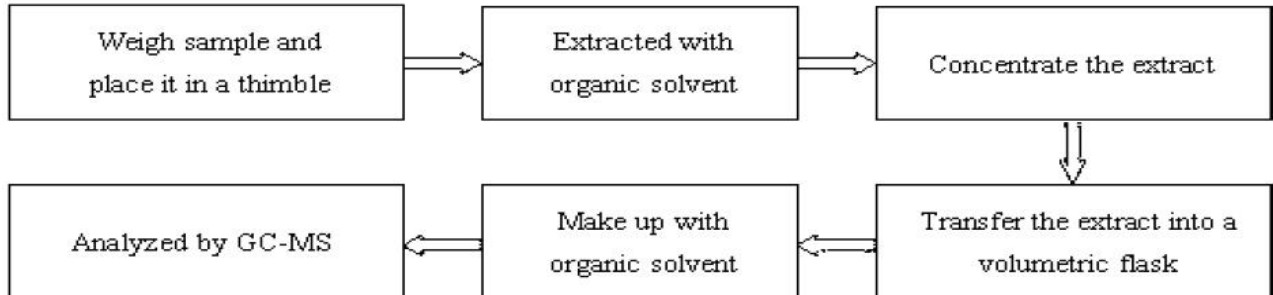 Weigh sample and
place it in a thimble
Extracted with
organic solvent
Concentrate the extract
Transfer the extract into a
volumetric flask
Make up with
organic solvent
Analyzed by GC-MS